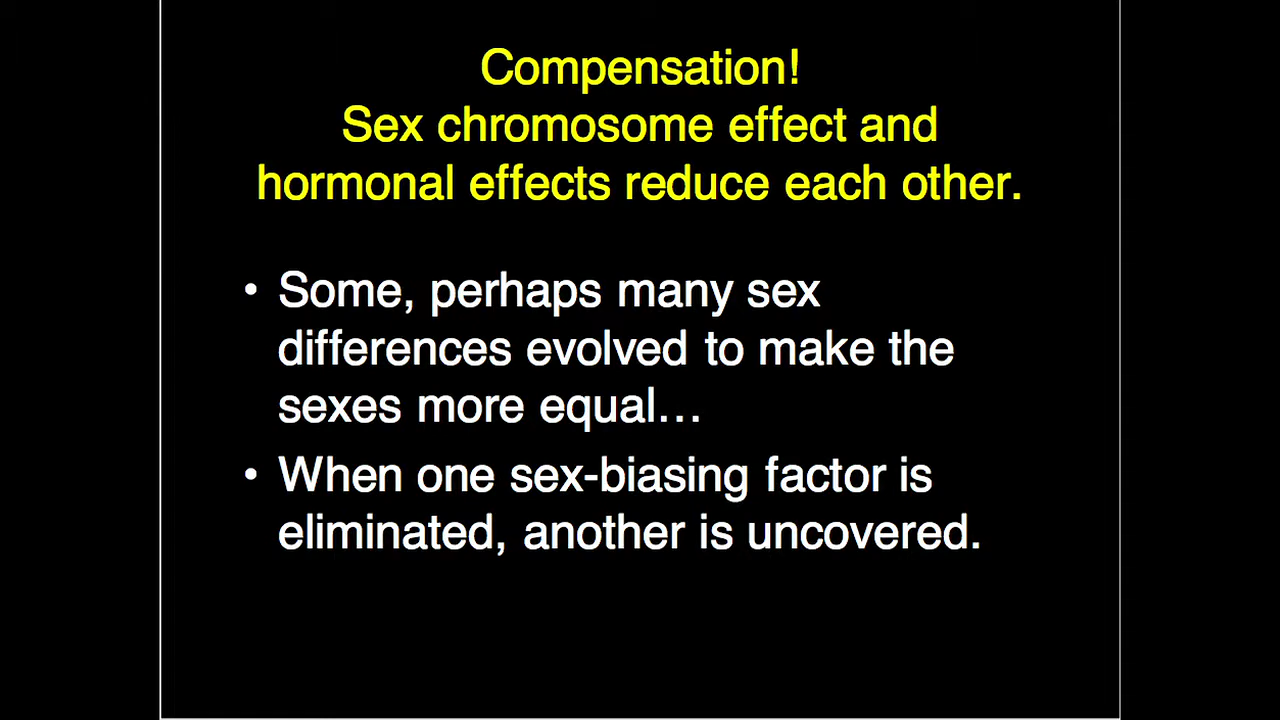 Compensation!
Sex chromosome effect and
hormonal effects reduce each other.
• Some, perhaps many sex
differences evolved to make the
sexes more equal…
• When one sex-biasing factor is
eliminated, another is uncovered.